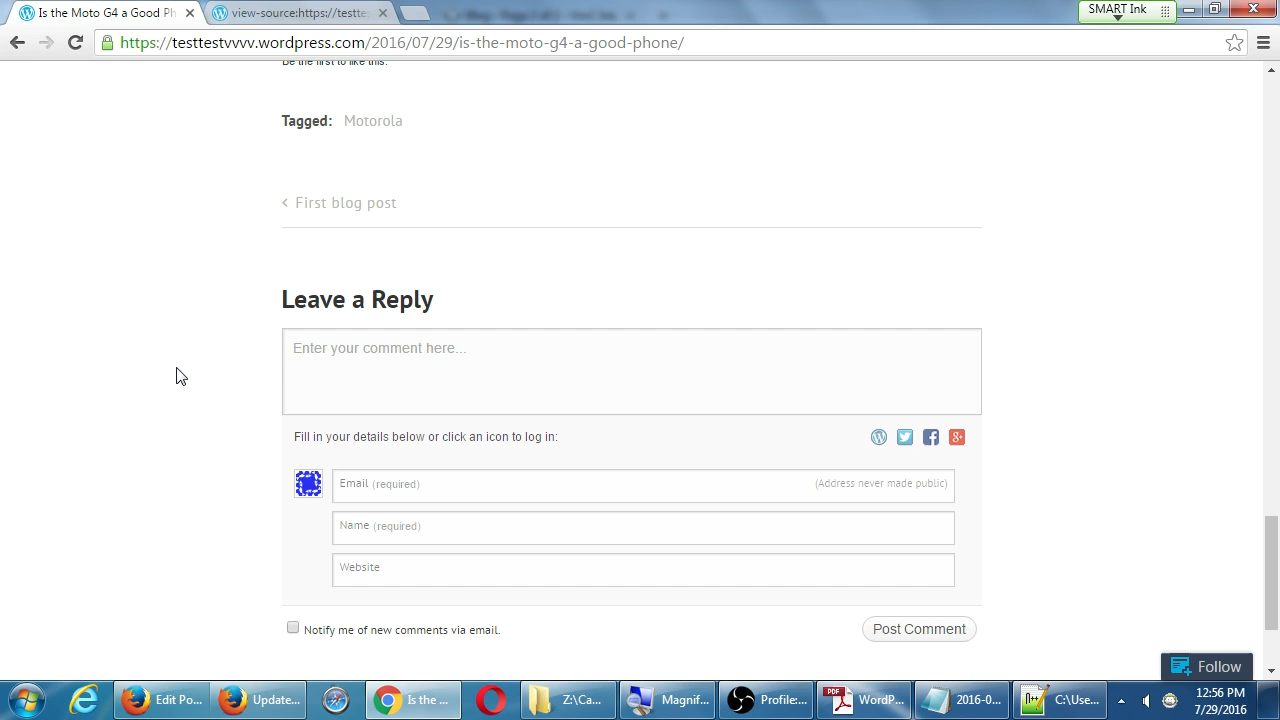 Is the Moto G4 a Good Ph
view-source:https://testte
SMART Ink
https://testtestvvvv.wordpress.com/2016/07/29/is-the-moto-g4-a-good-phone/
Be the first to like this.
Tagged: Motorola
First blog post
Leave a Reply
Enter your comment here...
Fill in your details below or click an icon to log in:
Email (required) (Address never made public)
Name (required)
Website
Notify me of new comments via email.
Post Comment
Follow
Edit Po...
Update...
Is the ...
Z:\Ca...
Magnif...
Profile:...
WordP...
2016-0...
C:\Use...
12:56 PM
7/29/2016